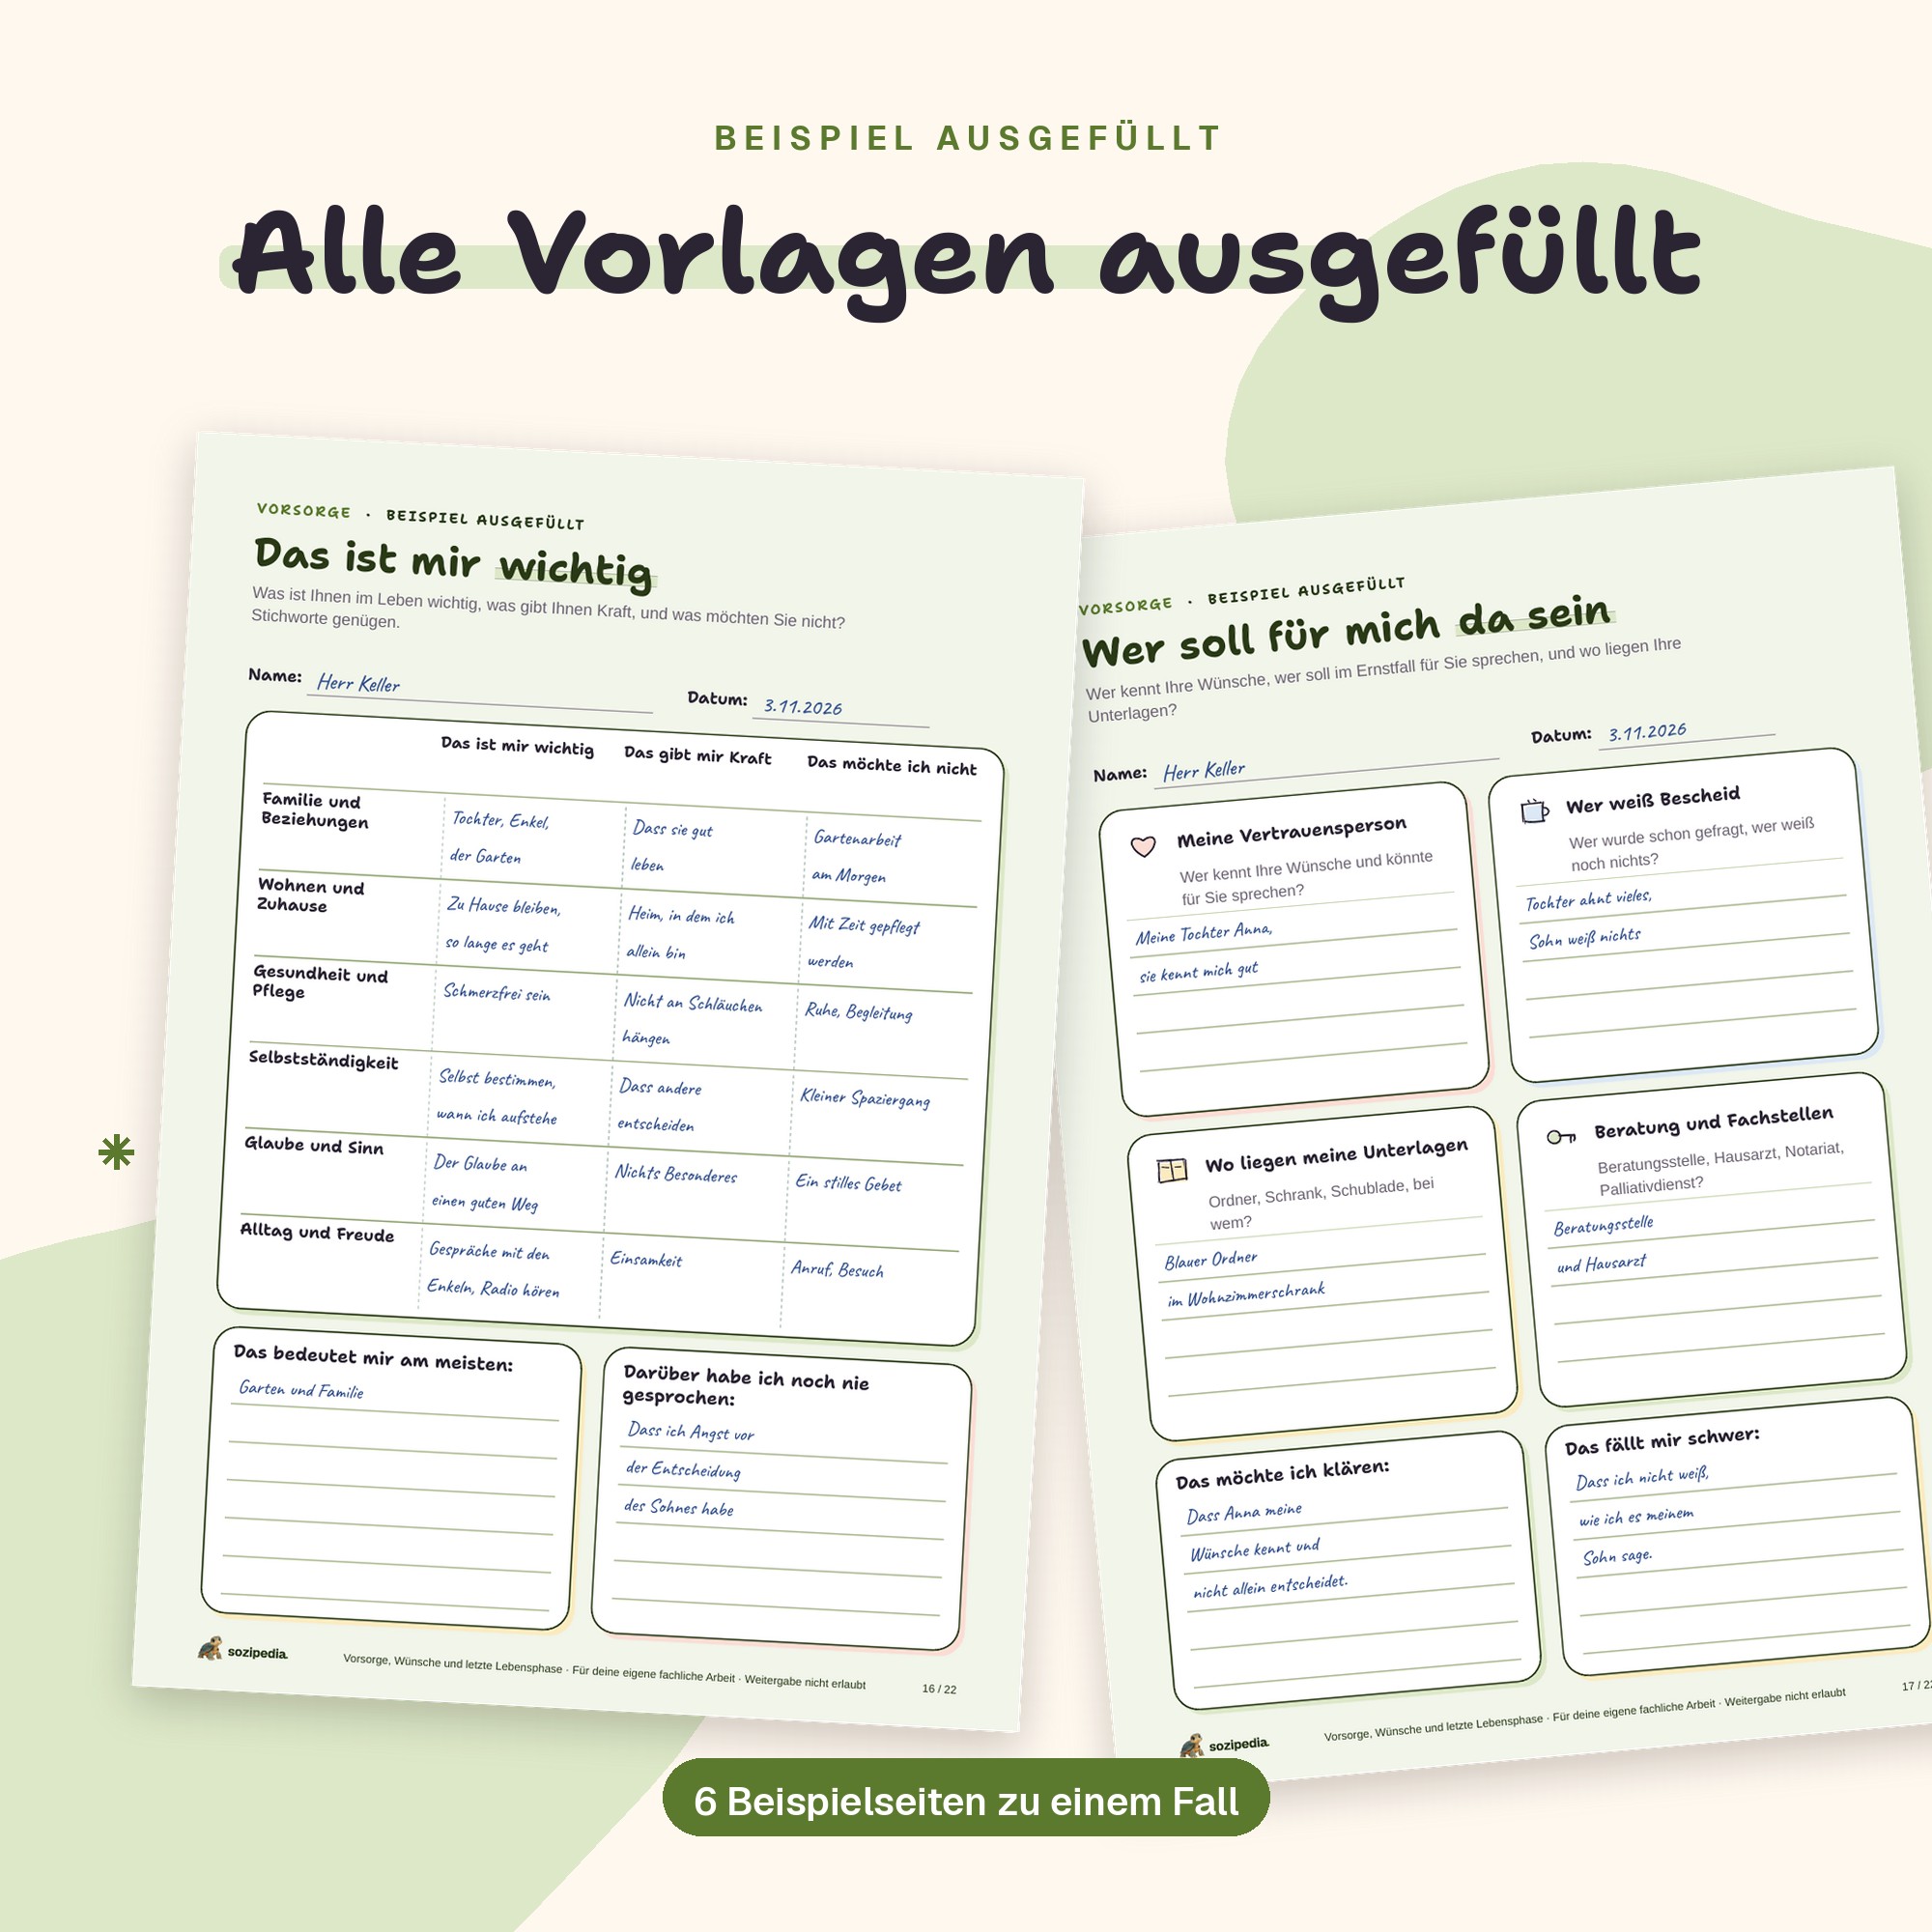 BEISPIEL AUSGEFÜLLT
Alle Vorlagen ausgefüllt
VORSORGE · BEISPIEL AUSGEFÜLLT
Das ist mir wichtig
Was ist Ihnen im Leben wichtig, was gibt Ihnen Kraft, und was möchten Sie nicht?
Stichworte genügen.
Name: Herr Keller Datum: 3.11.2026
Das ist mir wichtig Das gibt mir Kraft Das möchte ich nicht
Familie und
Beziehungen
Tochter, Enkel,
der Garten
Dass sie gut
leben
Gartenarbeit
am Morgen
Wohnen und
Zuhause
Zu Hause bleiben,
so lange es geht
Heim, in dem ich
allein bin
Mit Zeit gepflegt
werden
Gesundheit und
Pflege
Schmerzfrei sein
Nicht an Schläuchen
hängen
Ruhe, Begleitung
Selbstständigkeit
Selbst bestimmen,
wann ich aufstehe
Dass andere
entscheiden
Kleiner Spaziergang
Glaube und Sinn
Der Glaube an
einen guten Weg
Nichts Besonderes
Ein stilles Gebet
Alltag und Freude
Gespräche mit den
Enkeln, Radio hören
Einsamkeit
Anruf, Besuch
Das bedeutet mir am meisten:
Garten und Familie
Darüber habe ich noch nie
gesprochen:
Dass ich Angst vor
der Entscheidung
des Sohnes habe
sozipedia.
Vorsorge, Wünsche und letzte Lebensphase · Für deine eigene fachliche Arbeit · Weitergabe nicht erlaubt
16 / 22
VORSORGE · BEISPIEL AUSGEFÜLLT
Wer soll für mich da sein
Wer kennt Ihre Wünsche, wer soll im Ernstfall für Sie sprechen, und wo liegen Ihre
Unterlagen?
Name: Herr Keller Datum: 3.11.2026
Meine Vertrauensperson
Wer kennt Ihre Wünsche und könnte
für Sie sprechen?
Meine Tochter Anna,
sie kennt mich gut
Wer weiß Bescheid
Wer wurde schon gefragt, wer weiß
noch nichts?
Tochter ahnt vieles,
Sohn weiß nichts
Wo liegen meine Unterlagen
Ordner, Schrank, Schublade, bei
wem?
Blauer Ordner
im Wohnzimmerschrank
Beratung und Fachstellen
Beratungsstelle, Hausarzt, Notariat,
Palliativdienst?
Beratungsstelle
und Hausarzt
Das möchte ich klären:
Dass Anna meine
Wünsche kennt und
nicht allein entscheidet.
Das fällt mir schwer:
Dass ich nicht weiß,
wie ich es meinem
Sohn sage.
sozipedia.
Vorsorge, Wünsche und letzte Lebensphase · Für deine eigene fachliche Arbeit · Weitergabe nicht erlaubt
17 / 22
6 Beispielseiten zu einem Fall